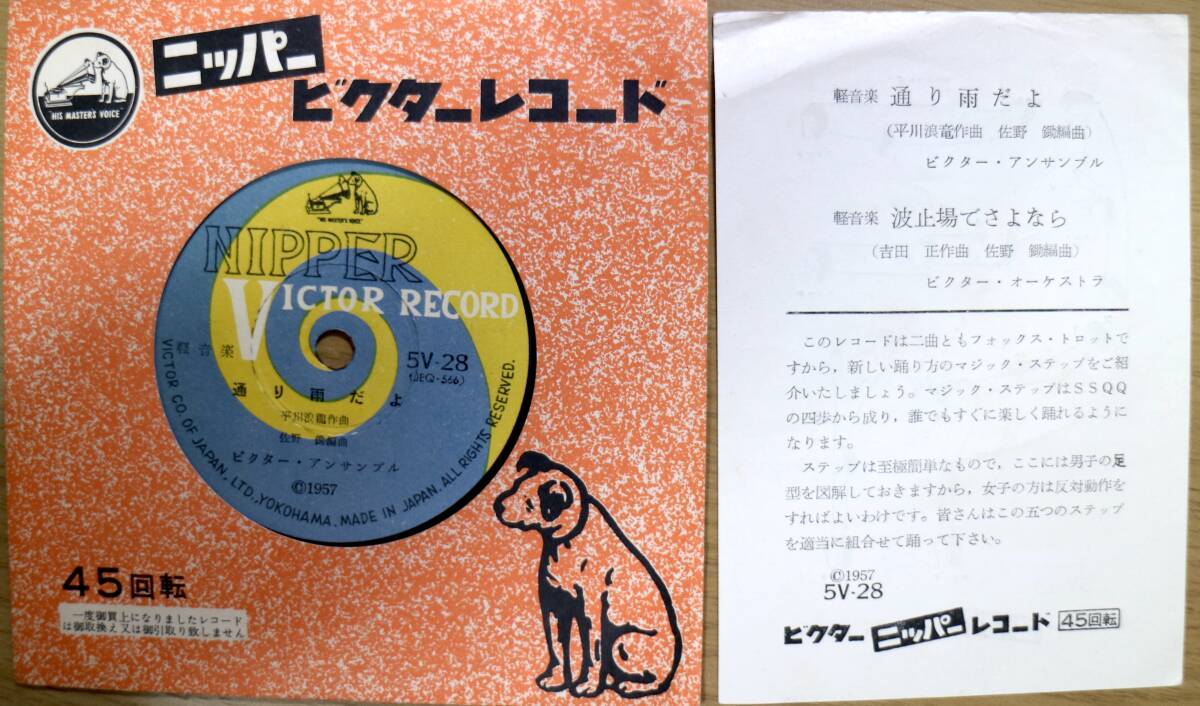 "HIS MASTER'S VOICE"
ニッパー
ビクターレコード
"HIS MASTER'S VOICE"
NIPPER
VICTOR RECORD
軽音楽
5V-28
(JEQ-566)
通り雨だよ
平川浪竜作曲
佐野 鋤編曲
ビクター・アンサンブル
©1957
VICTOR CO. OF JAPAN, LTD., YOKOHAMA. MADE IN JAPAN. ALL RIGHTS RESERVED.
45回転
一度御買上になりましたレコード
は御取換え又は御引取り致しません
軽音楽 通り雨だよ
(平川浪竜作曲 佐野 鋤編曲)
ビクター・アンサンブル
軽音楽 波止場でさよなら
(吉田 正作曲 佐野 鋤編曲)
ビクター・オーケストラ
このレコードは二曲ともフォックス・トロットで
すから，新しい踊り方のマジック・ステップをご紹
介いたしましょう。マジック・ステップはSSQQ
の四歩から成り，誰でもすぐに楽しく踊れるように
なります。
ステップは至極簡単なもので，ここには男子の足
型を図解しておきますから，女子の方は反対動作を
すればよいわけです。皆さんはこの五つのステップ
を適当に組合せて踊って下さい。
©1957
5V-28
ビクター ニッパー レコード 45回転